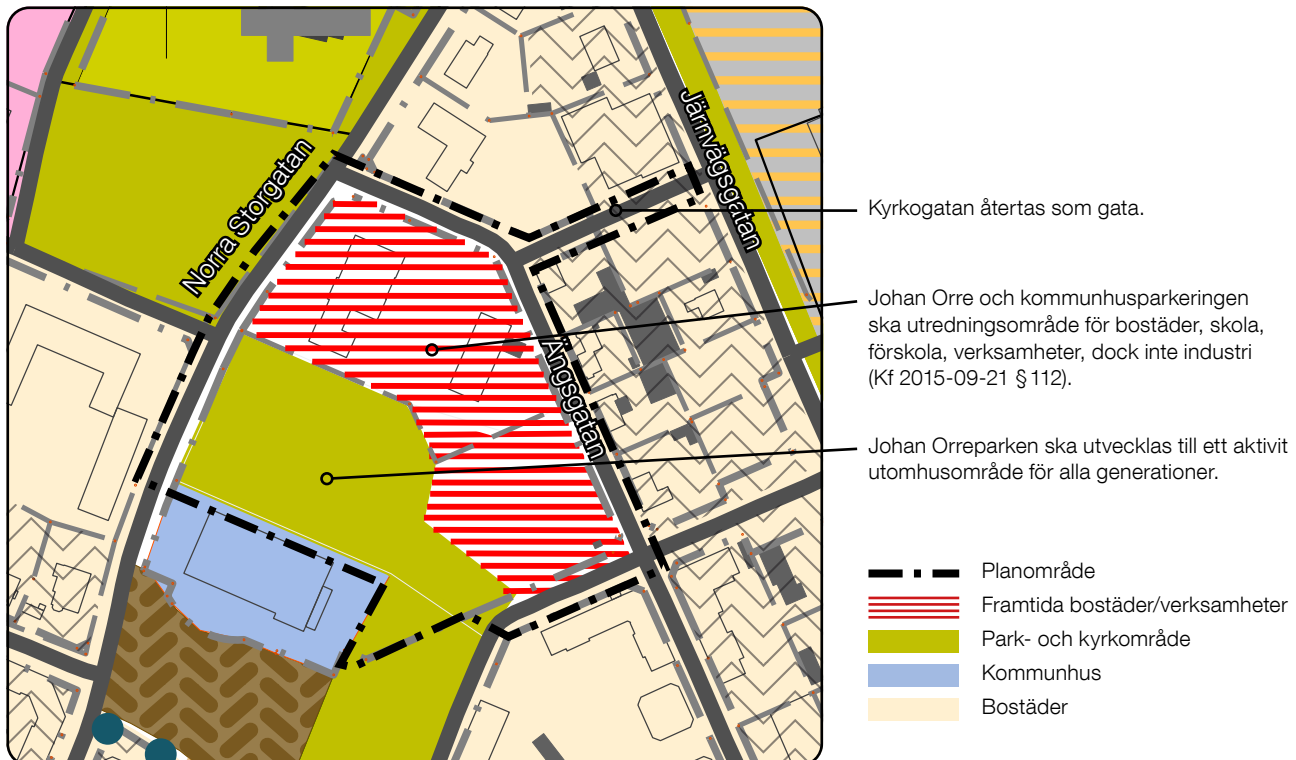 Norra Storgatan
Järnvägsgatan
Ängsgatan
Kyrkogatan återtas som gata.
Johan Orre och kommunhusparkeringen
ska utredningsområde för bostäder, skola,
förskola, verksamheter, dock inte industri
(Kf 2015-09-21 § 112).
Johan Orreparken ska utvecklas till ett aktivit
utomhusområde för alla generationer.
Planområde
Framtida bostäder/verksamheter
Park- och kyrkområde
Kommunhus
Bostäder